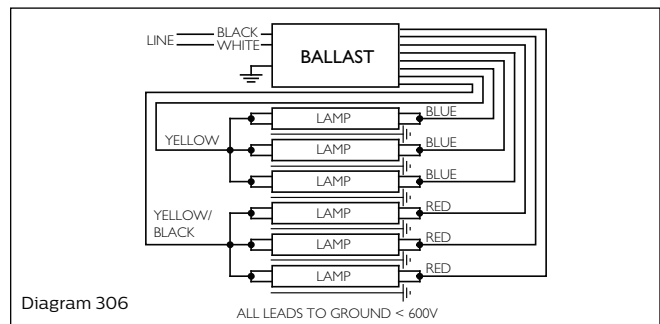 LINE
BLACK
WHITE
BALLAST
LAMP
BLUE
YELLOW
LAMP
BLUE
LAMP
BLUE
LAMP
RED
YELLOW/
BLACK
LAMP
RED
LAMP
RED
Diagram 306
ALL LEADS TO GROUND < 600V